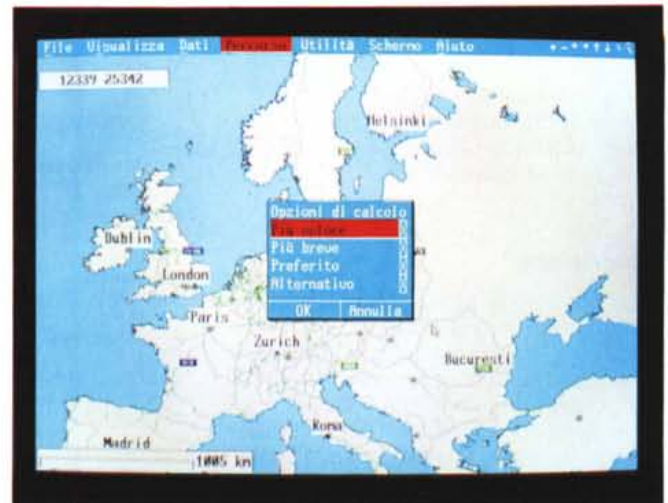 File Visualizza Dati Percorso Utilità Schermo Aiuto
12339 25342
Helsinki
Opzioni di calcolo
Più veloce
Più breve
Preferito
Alternativo
OK Annulla
Dublin
London
Paris
Zurich
Bucuresti
Roma
Madrid
1005 km